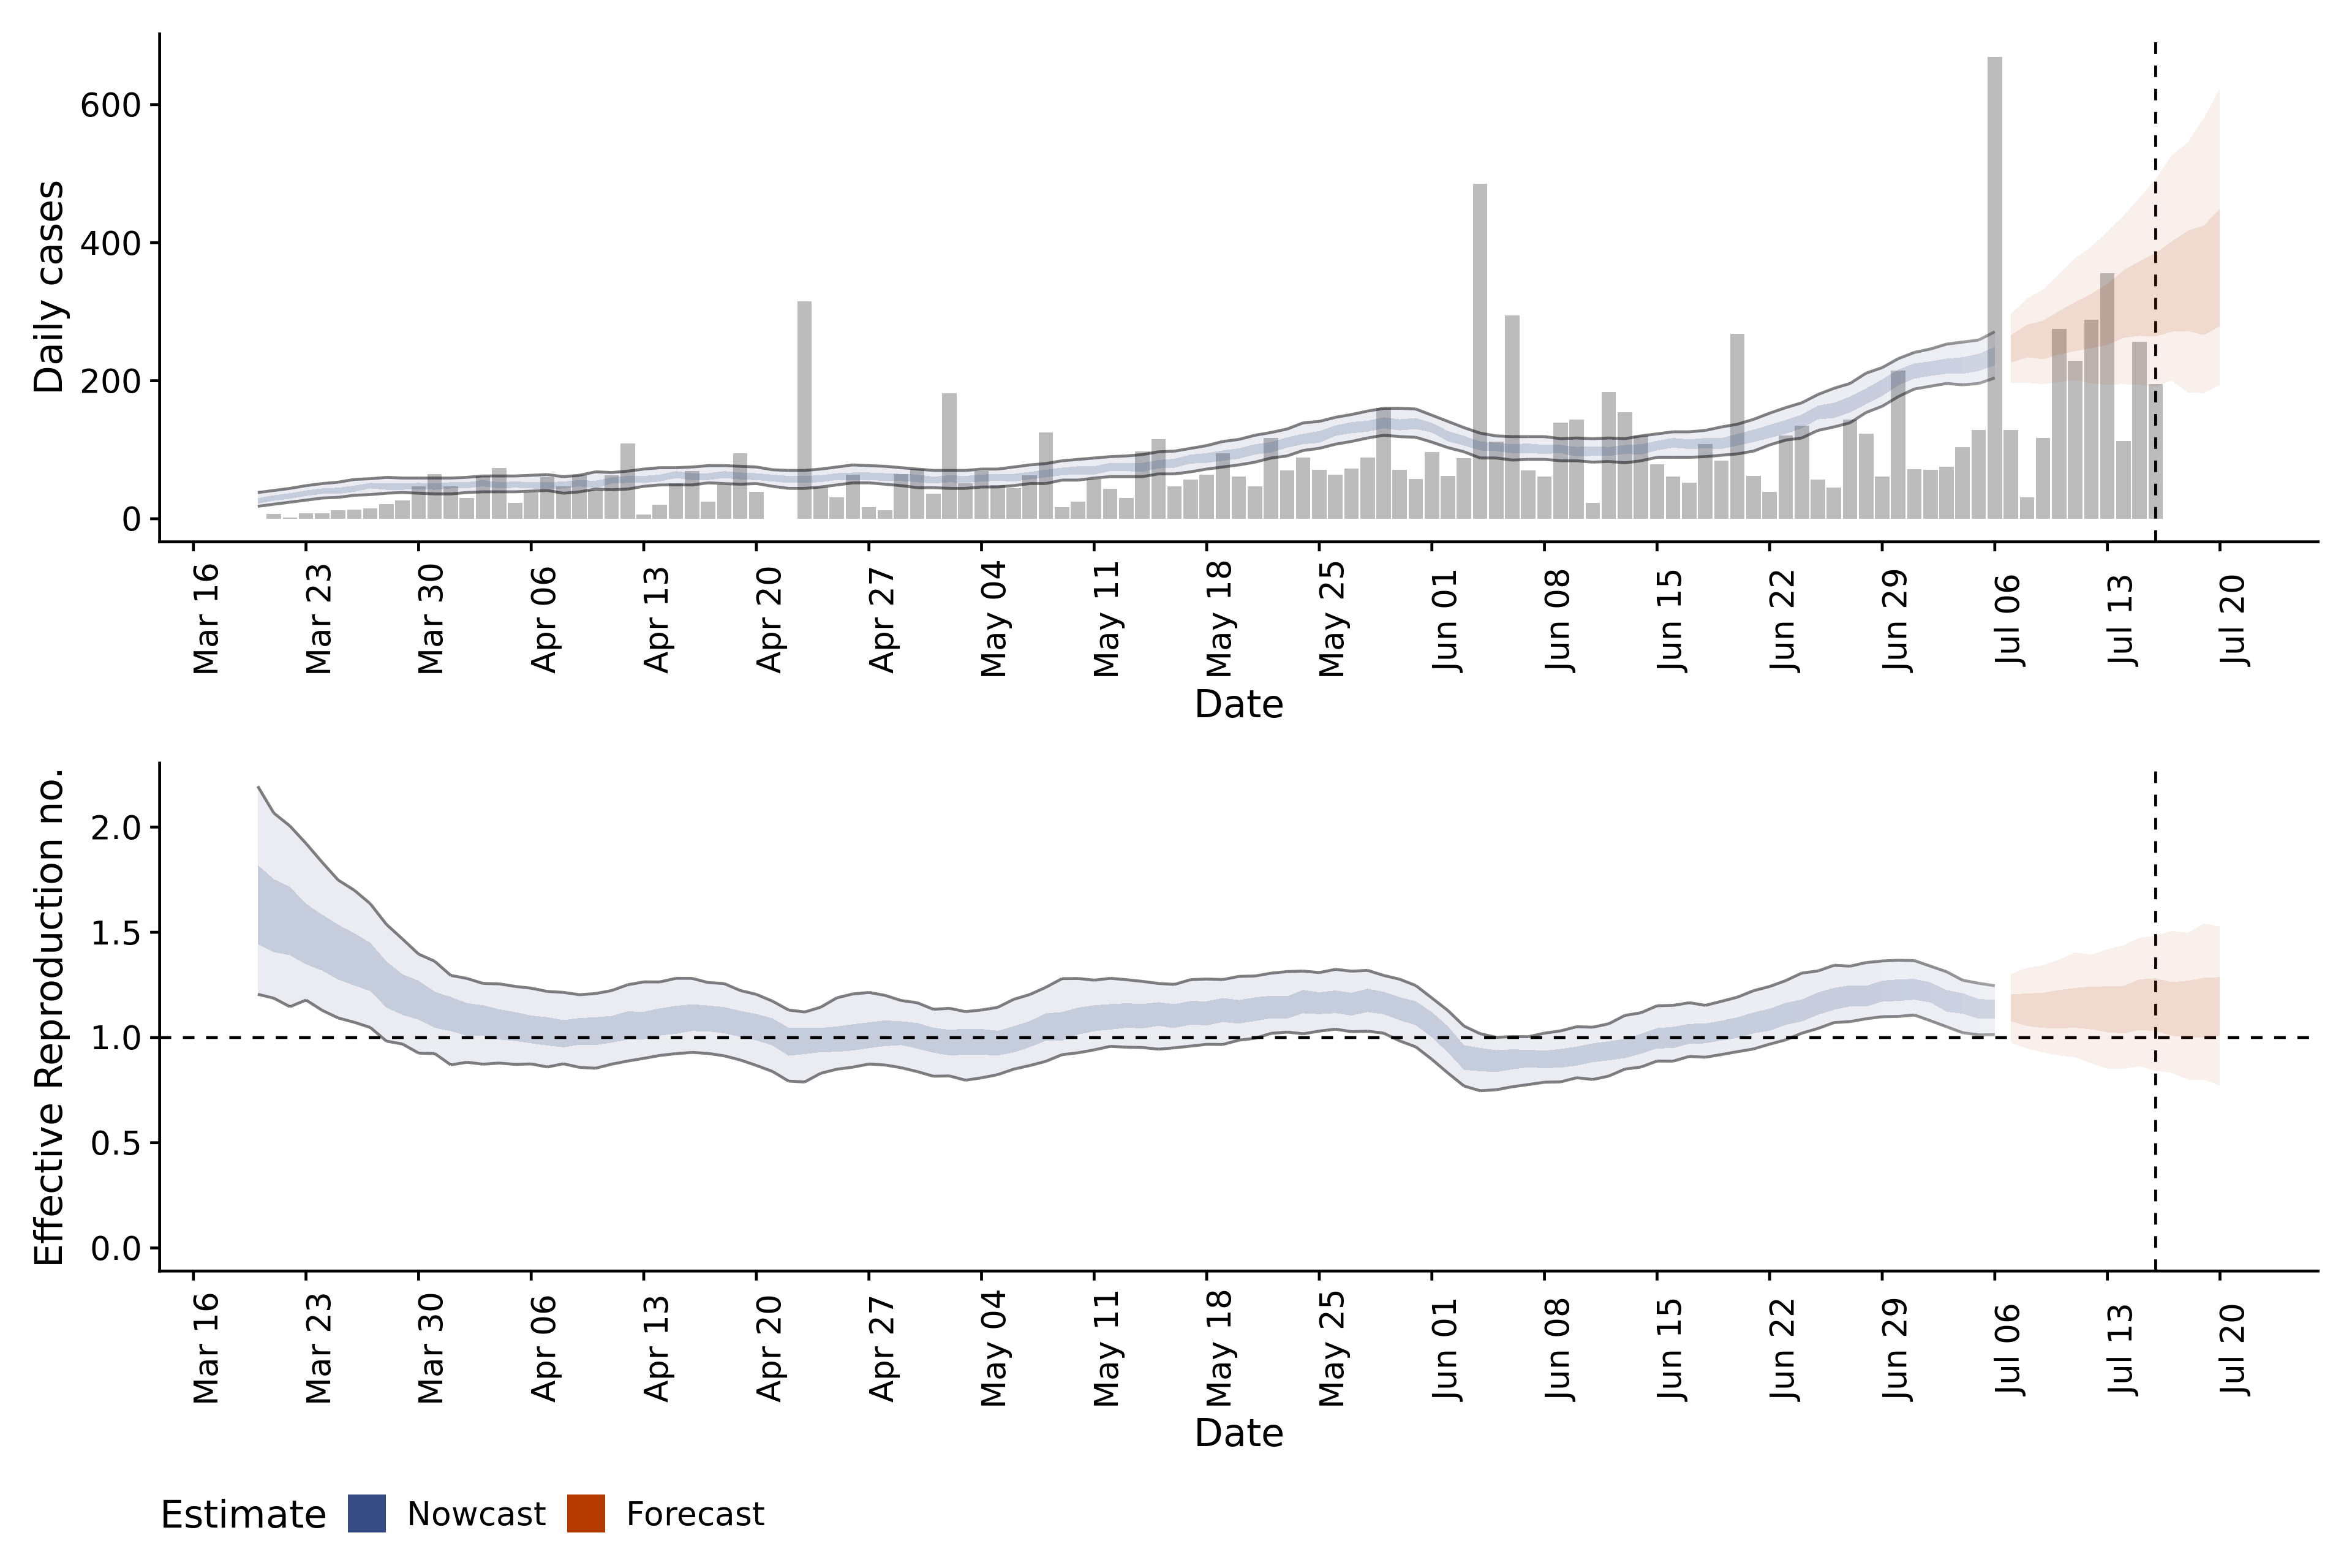 Daily cases
600
400
200
0
Mar 16
Mar 23
Mar 30
Apr 06
Apr 13
Apr 20
Apr 27
May 04
May 11
May 18
May 25
Jun 01
Jun 08
Jun 15
Jun 22
Jun 29
Jul 06
Jul 13
Jul 20
Date
Effective Reproduction no.
2.0
1.5
1.0
0.5
0.0
Mar 16
Mar 23
Mar 30
Apr 06
Apr 13
Apr 20
Apr 27
May 04
May 11
May 18
May 25
Jun 01
Jun 08
Jun 15
Jun 22
Jun 29
Jul 06
Jul 13
Jul 20
Date
Estimate Nowcast Forecast